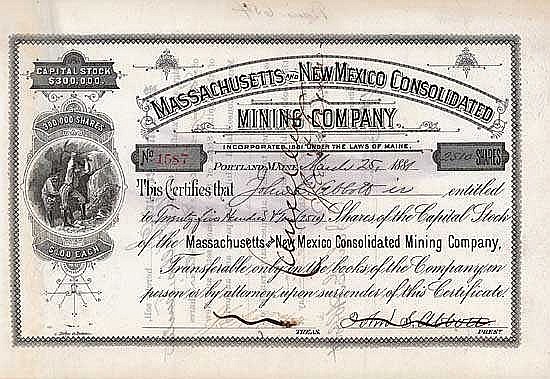 CAPITAL STOCK
$300,000.
MASSACHUSETTS AND NEW MEXICO CONSOLIDATED
MINING COMPANY.
300,000 SHARES
INCORPORATED 1881 UNDER THE LAWS OF MAINE.
No. 1587
2510 SHARES
PORTLAND, MAINE March 25, 1889
This Certifies that John S. Abbott is entitled
to Twenty five Hundred Shares of the Capital Stock
of the Massachusetts and New Mexico Consolidated Mining Company,
Transferable only on the books of the Company, in
person or by attorney, upon surrender of this Certificate.
$1.00 EACH
John S. Abbott
TREAS.
PREST.